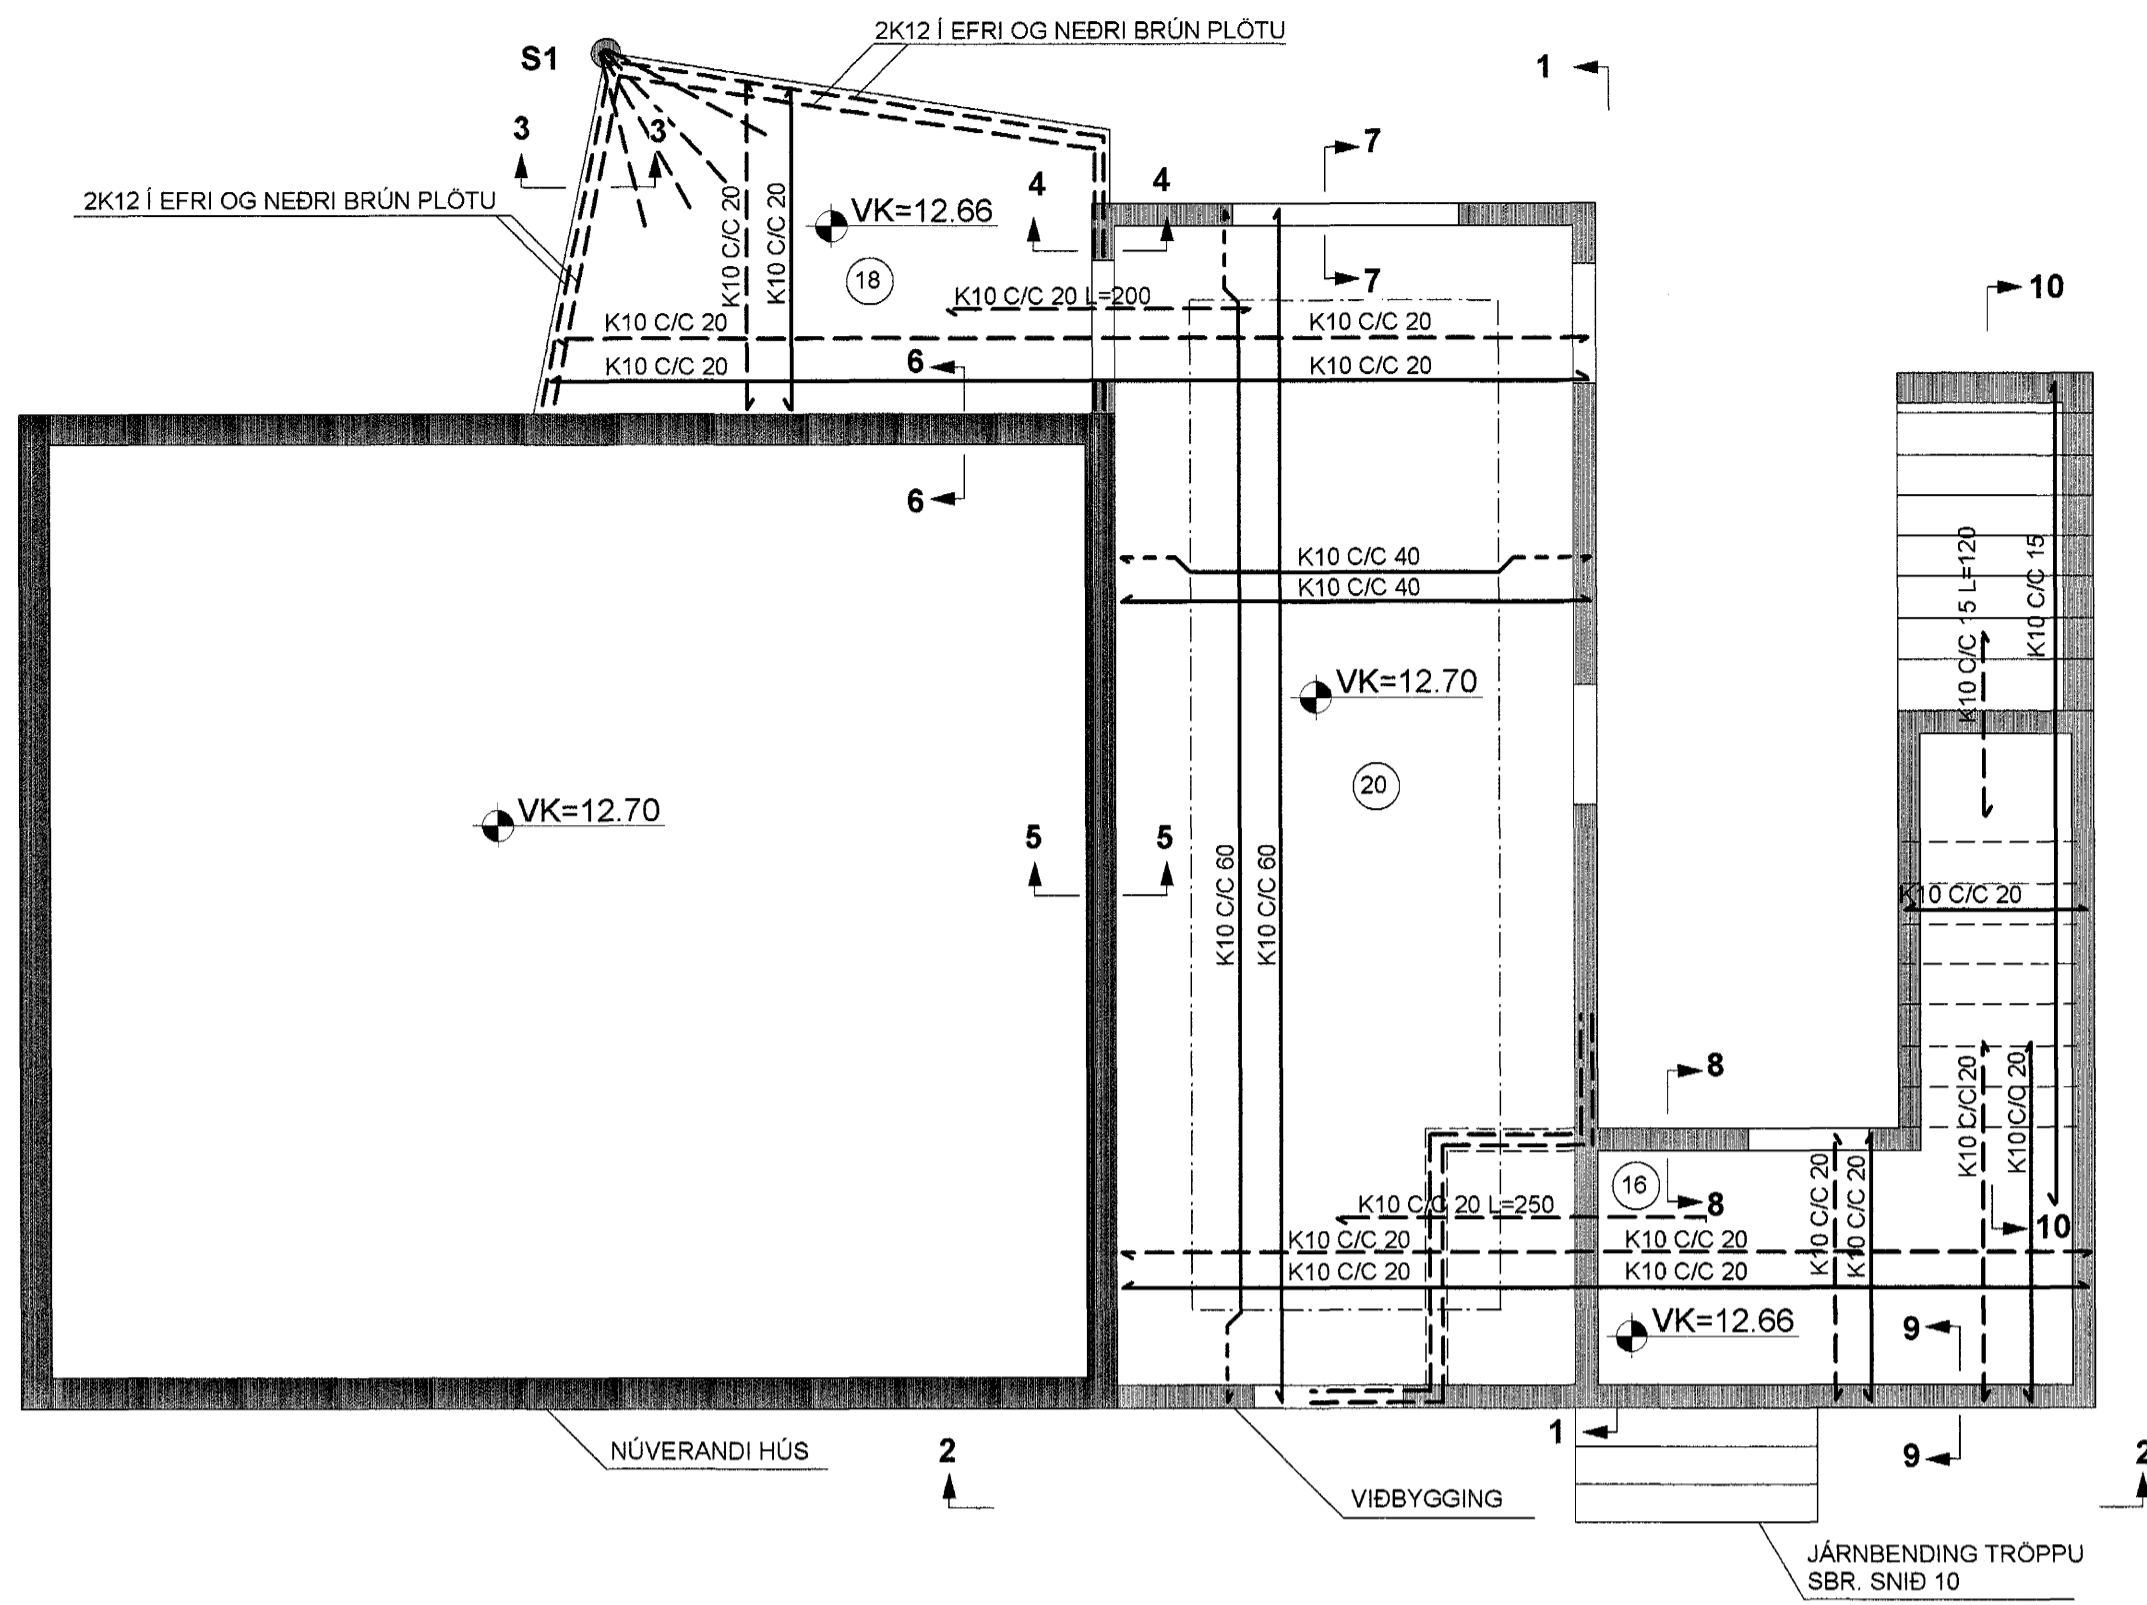 2K12 Í EFRI OG NEÐRI BRÚN PLÖTU
S1
1
3
3
7
2K12 Í EFRI OG NEÐRI BRÚN PLÖTU
4
4
K10 C/C 20
K10 C/C 20
VK=12.66
18
7
10
K10 C/C 20 L=200
K10 C/C 20
K10 C/C 20
6
K10 C/C 20
K10 C/C 20
6
K10 C/C 40
K10 C/C 40
K10 C/C 15 L=120
K10 C/C 15
VK=12.70
20
VK=12.70
5
5
K10 C/C 60
K10 C/C 60
K10 C/C 20
8
K10 C/C 20
K10 C/C 20
16
K10 C/C 20
K10 C/C 20
K10 C/C 20 L=250
8
10
K10 C/C 20
K10 C/C 20
K10 C/C 20
K10 C/C 20
VK=12.66
9
1
9
2
NÚVERANDI HÚS
2
VIÐBYGGING
JÁRNBENDING TRÖPPU
SBR. SNIÐ 10